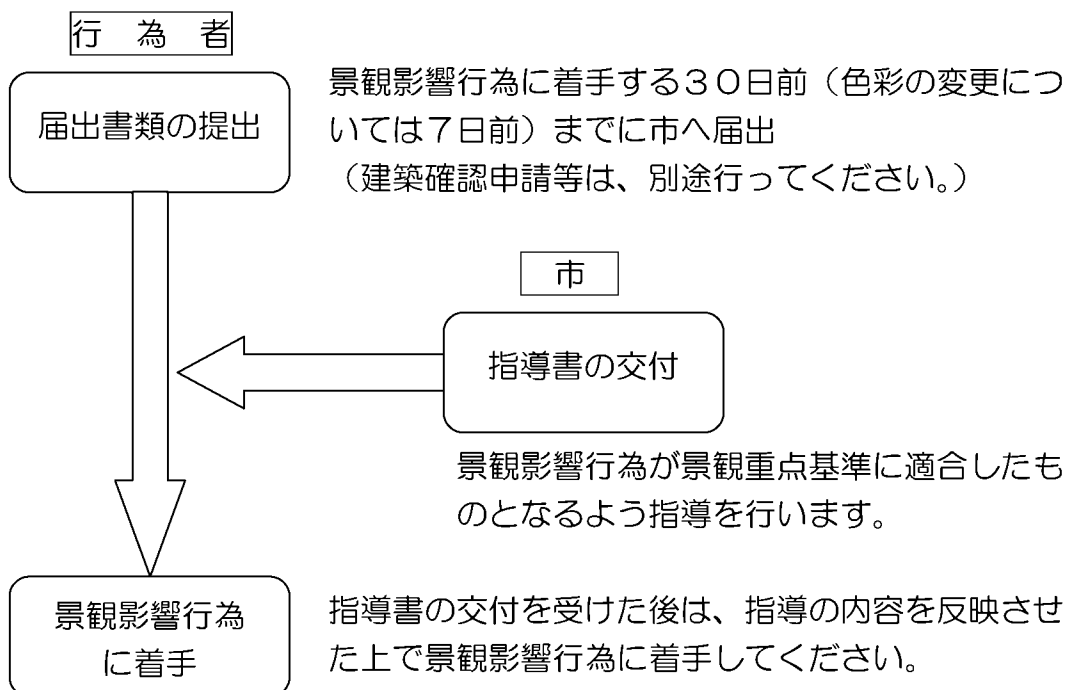 行為者
届出書類の提出
景観影響行為に着手する３０日前（色彩の変更につ
いては７日前）までに市へ届出
（建築確認申請等は、別途行ってください。）
市
指導書の交付
景観影響行為が景観重点基準に適合したも
のとなるよう指導を行います。
景観影響行為
に着手
指導書の交付を受けた後は、指導の内容を反映させ
た上で景観影響行為に着手してください。